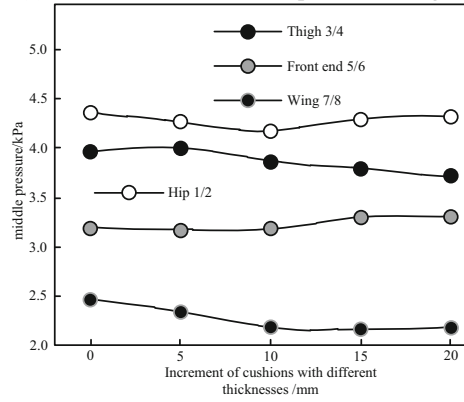 Thigh 3/4
Front end 5/6
Wing 7/8
Hip 1/2
middle pressure/kPa
5.0
4.5
4.0
3.5
3.0
2.5
2.0
0 5 10 15 20
Increment of cushions with different
thicknesses /mm